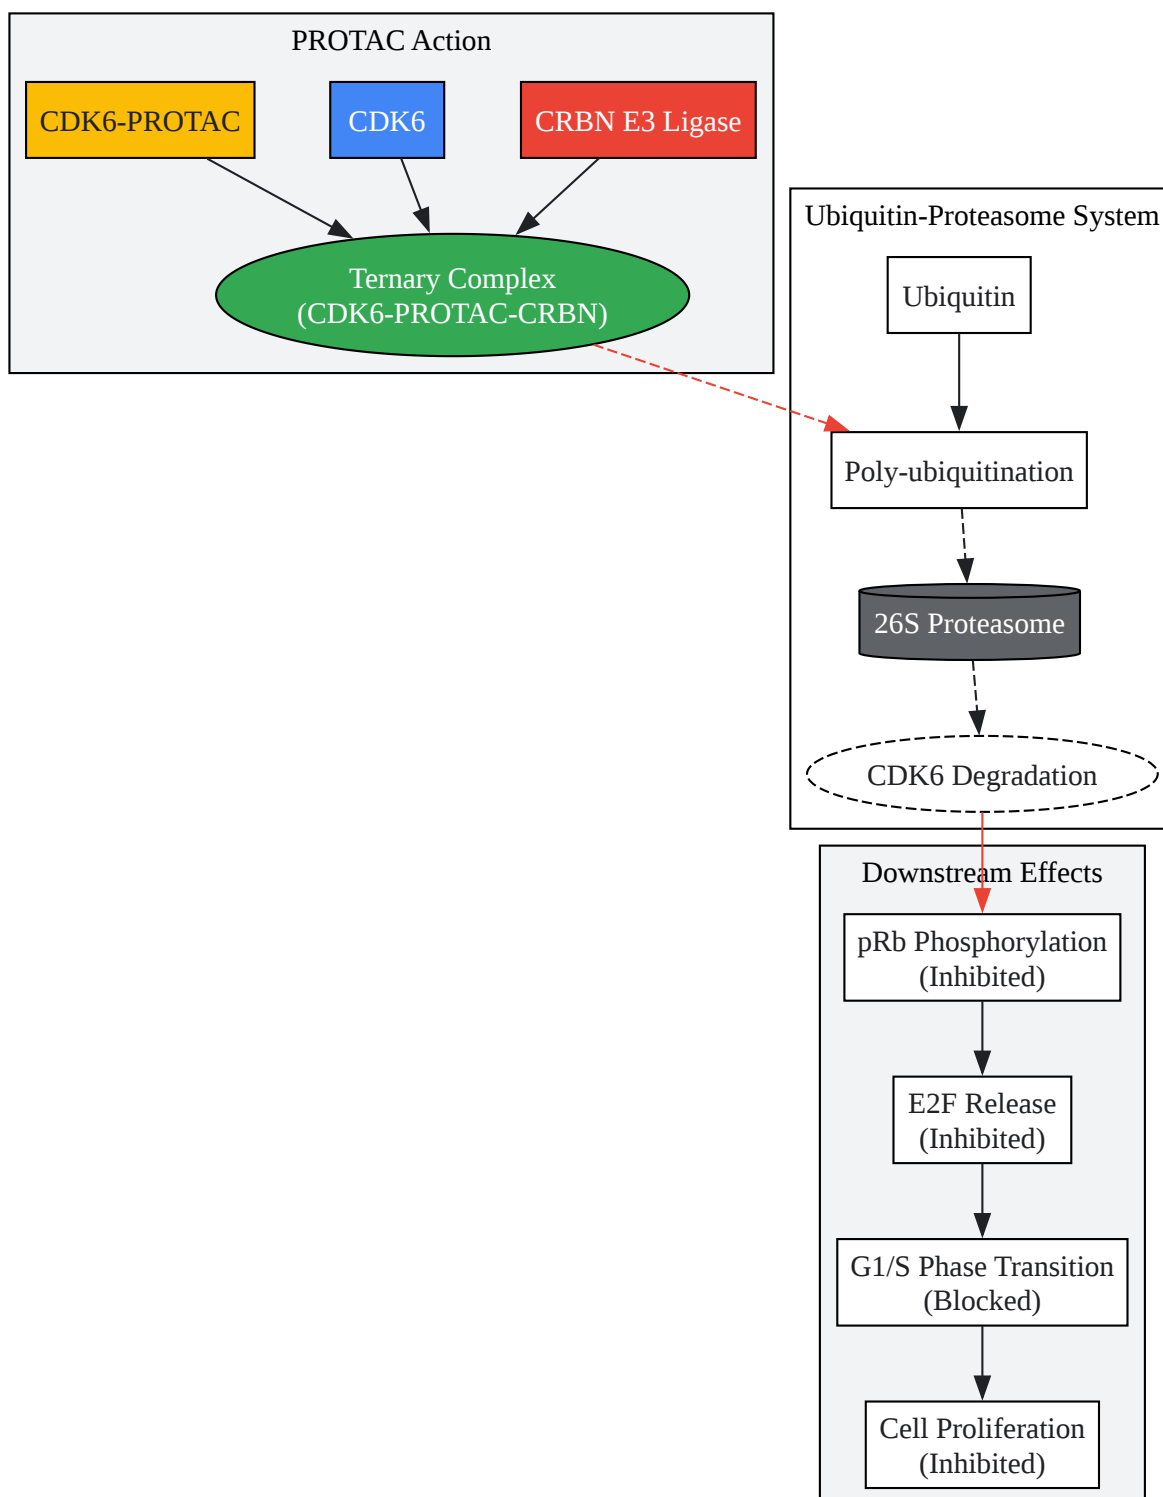 PROTAC Action
CDK6-PROTAC
CDK6
CRBN E3 Ligase
Ternary Complex
(CDK6-PROTAC-CRBN)
Ubiquitin-Proteasome System
Ubiquitin
Poly-ubiquitination
26S Proteasome
CDK6 Degradation
Downstream Effects
pRb Phosphorylation
(Inhibited)
E2F Release
(Inhibited)
G1/S Phase Transition
(Blocked)
Cell Proliferation
(Inhibited)